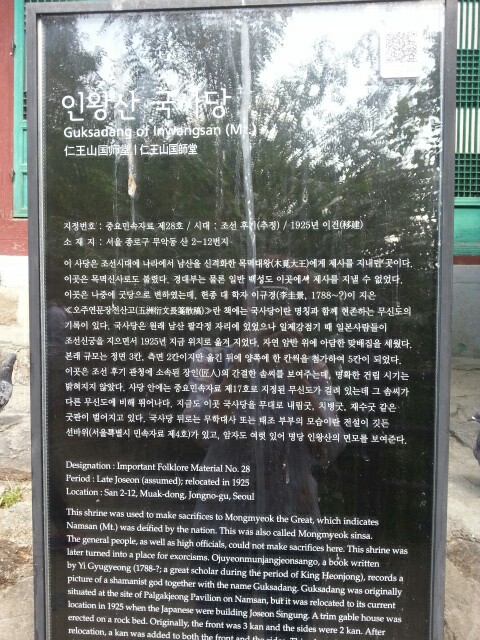 인왕산 국사당
Guksadang of Inwangsan (Mt.)
仁王山国师堂 | 仁王山国師堂
지정번호 : 중요민속자료 제28호 / 시대 : 조선 후기(추정) / 1925년 이건(移建)
소 재 지 : 서울 종로구 무악동 산 2-12번지
이 사당은 조선시대에 나라에서 남산을 신격화한 목멱대왕(木覓大王)에게 제사를 지내던 곳이다.
이곳은 목멱신사로도 불렸다. 경대부는 물론 일반 백성도 이곳에서 제사를 지낼 수 없었다.
이곳은 나중에 굿당으로 변하였는데, 헌종 대 학자 이규경(李圭景, 1788~?)이 지은
≪오주연문장전산고(五洲衍文長箋散稿)≫란 책에는 국사당이란 명칭과 함께 현존하는 무신도의
기록이 있다. 국사당은 원래 남산 팔각정 자리에 있었으나 일제강점기 때 일본사람들이
조선신궁을 지으면서 1925년 지금 위치로 옮겨 지었다. 자연 암반 위에 아담한 맞배집을 세웠다.
본래 규모는 정면 3칸, 측면 2칸이지만 옮긴 뒤에 양쪽에 한 칸씩을 첨가하여 5칸이 되었다.
이곳은 조선 후기 관청에 소속된 장인(匠人)의 간결한 솜씨를 보여주는데, 명확한 건립 시기는
밝혀지지 않았다. 사당 안에는 중요민속자료 제17호로 지정된 무신도가 걸려 있는데 그 솜씨가
다른 무신도에 비해 뛰어나다. 지금도 이곳 국사당을 무대로 내림굿, 치병굿, 재수굿 같은
굿판이 벌어지고 있다. 국사당 뒤로는 무학대사 또는 태조 부부의 모습이란 전설이 깃든
선바위(서울특별시 민속자료 제4호)가 있고, 암자도 여럿 있어 명당 인왕산의 면모를 보여준다.
Designation : Important Folklore Material No. 28
Period : Late Joseon (assumed); relocated in 1925
Location : San 2-12, Muak-dong, Jongno-gu, Seoul
This shrine was used to make sacrifices to Mongmyeok the Great, which indicates
Namsan (Mt.) was deified by the nation. This was also called Mongmyeok sinsa.
The general people, as well as high officials, could not make sacrifices here. This shrine was
later turned into a place for exorcisms. Ojuyeonmunjangjeonsango, a book written
by Yi Gyugyeong (1788-?; a great scholar during the period of King Heonjong), records a
picture of a shamanist god together with the name Guksadang. Guksadang was originally
situated at the site of Palgakjeong Pavilion on Namsan, but it was relocated to its current
location in 1925 when the Japanese were building Joseon Singung. A trim gable house was
erected on a rock bed. Originally, the front was 3 kan and the sides were 2 kan. After
relocation, a kan was added to both the front and the sides.